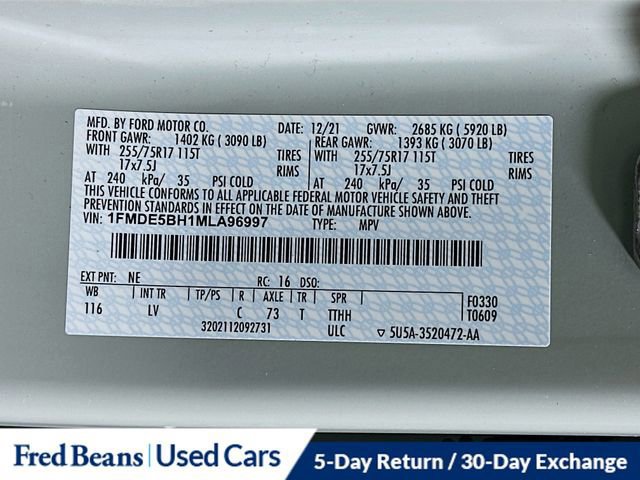 MFD. BY FORD MOTOR CO. DATE: 12/21 GVWR: 2685 KG ( 5920 LB)
FRONT GAWR: 1402 KG ( 3090 LB) REAR GAWR: 1393 KG ( 3070 LB)
WITH 255/75R17 115T TIRES WITH 255/75R17 115T TIRES
17x7.5J RIMS 17x7.5J RIMS
AT 240 kPa/ 35 PSI COLD AT 240 kPa/ 35 PSI COLD
THIS VEHICLE CONFORMS TO ALL APPLICABLE FEDERAL MOTOR VEHICLE SAFETY AND THEFT
PREVENTION STANDARDS IN EFFECT ON THE DATE OF MANUFACTURE SHOWN ABOVE.
VIN: 1FMDE5BH1MLA96997 TYPE: MPV
EXT PNT: NE RC: 16 DSO:
WB INT TR TP/PS R AXLE TR SPR F0330
116 LV C 73 T TTHH T0609
3202112092731 ULC 5U5A-3520472-AA
Fred Beans Used Cars 5-Day Return / 30-Day Exchange